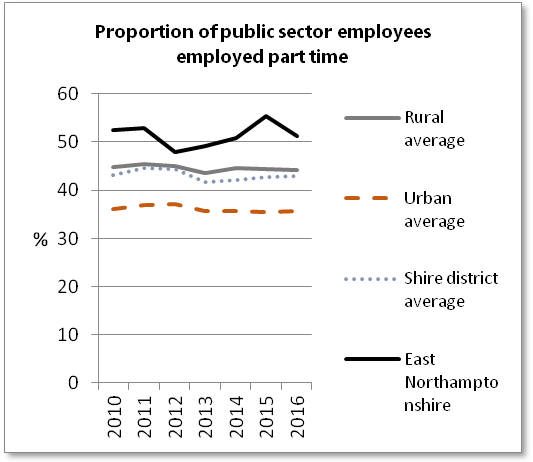 Proportion of public sector employees
employed part time
60
50
40
30
20
10
0
%
2010
2011
2012
2013
2014
2015
2016
Rural
average
Urban
average
Shire district
average
East
Northampto
nshire